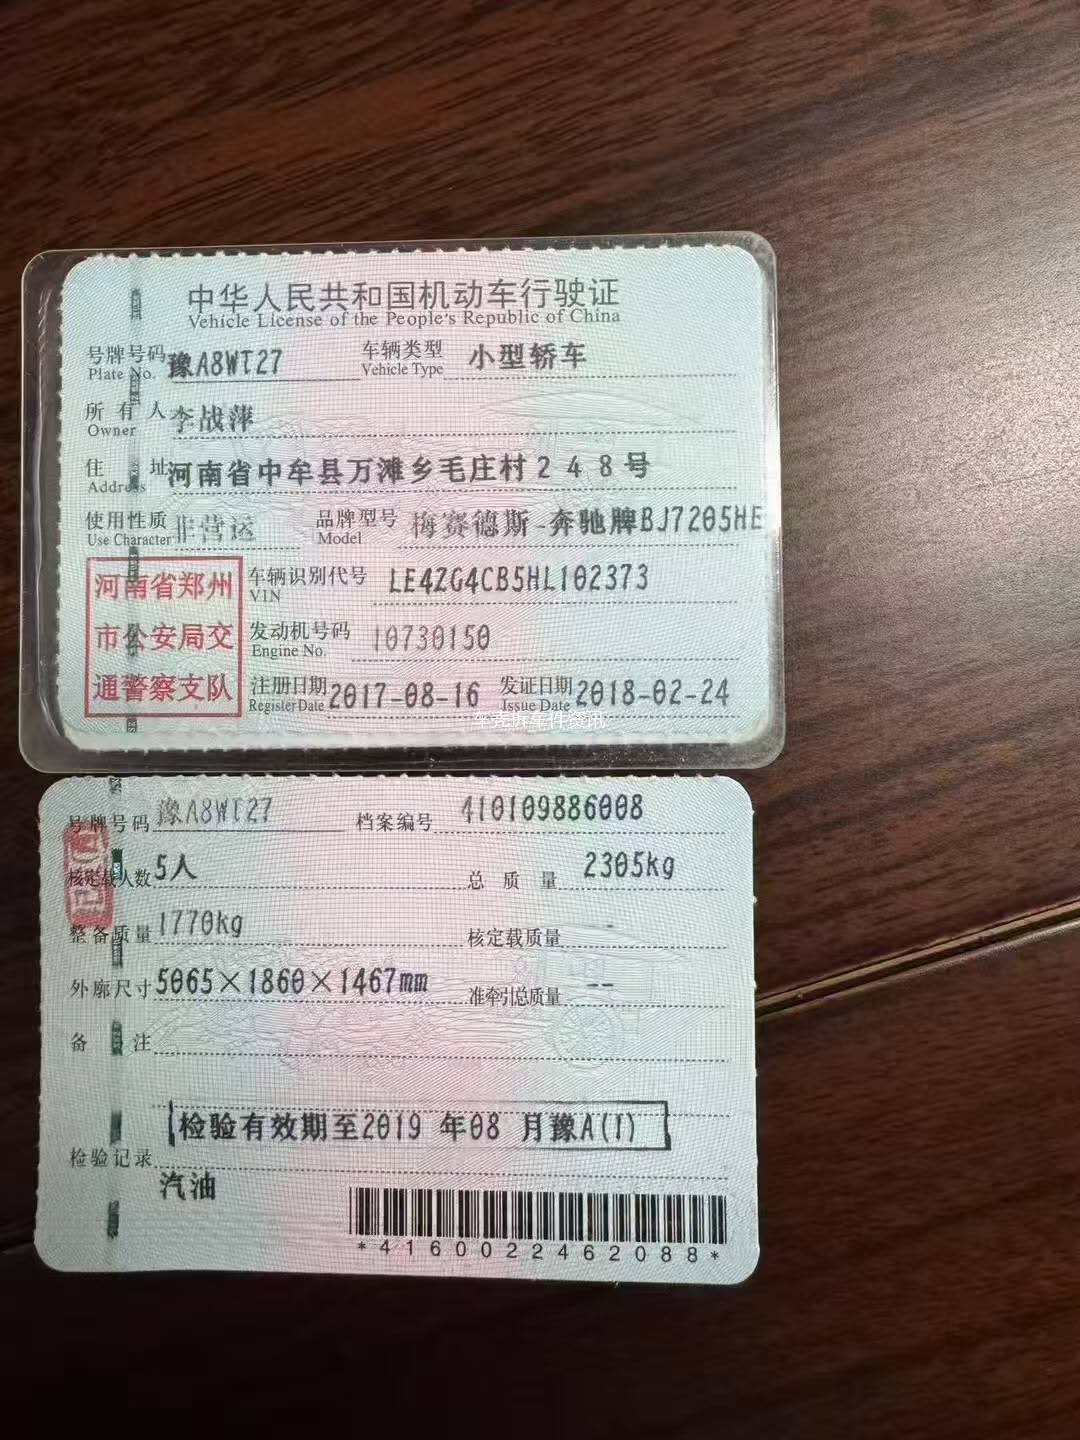 中华人民共和国机动车行驶证
Vehicle License of the People's Republic of China
号牌号码 Plate No. 豫A8WT27 车辆类型 Vehicle Type 小型轿车
所有人 Owner 李战萍
住址 Address 河南省中牟县万滩乡毛庄村248号
使用性质 Use Character 非营运 品牌型号 Model 梅赛德斯-奔驰牌BJ7205HE
河南省郑州
市公安局交
通警察支队
车辆识别代号 VIN LE4ZG4CB5HL102373
发动机号码 Engine No. 10730150
注册日期 Register Date 2017-08-16 发证日期 Issue Date 2018-02-24
车亮拆车件资讯
号牌号码 豫A8WT27 档案编号 410109886008
核定载人数 5人 总质量 2305kg
整备质量 1770kg 核定载质量 --
外廓尺寸 5065×1860×1467mm 准牵引总质量 --
备注
检验记录 检验有效期至2019 年08 月豫A(1)
汽油
*4160022462088*